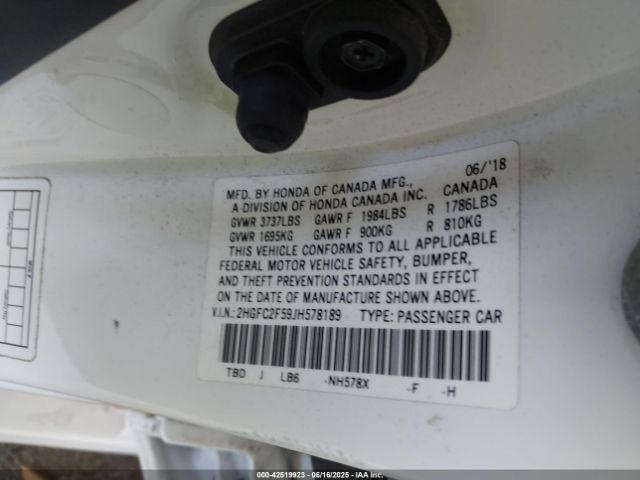 06/'18
MFD. BY HONDA OF CANADA MFG.,
A DIVISION OF HONDA CANADA INC. CANADA
GVWR 3737LBS GAWR F 1984LBS R 1786LBS
GVWR 1695KG GAWR F 900KG R 810KG
THIS VEHICLE CONFORMS TO ALL APPLICABLE
FEDERAL MOTOR VEHICLE SAFETY, BUMPER,
AND THEFT PREVENTION STANDARDS IN EFFECT
ON THE DATE OF MANUFACTURE SHOWN ABOVE.
V.I.N.: 2HGFC2F59JH578189 TYPE: PASSENGER CAR
TBD J LB6 -NH578X -F -H
000-42519923 - 06/16/2025 - © IAA Inc.